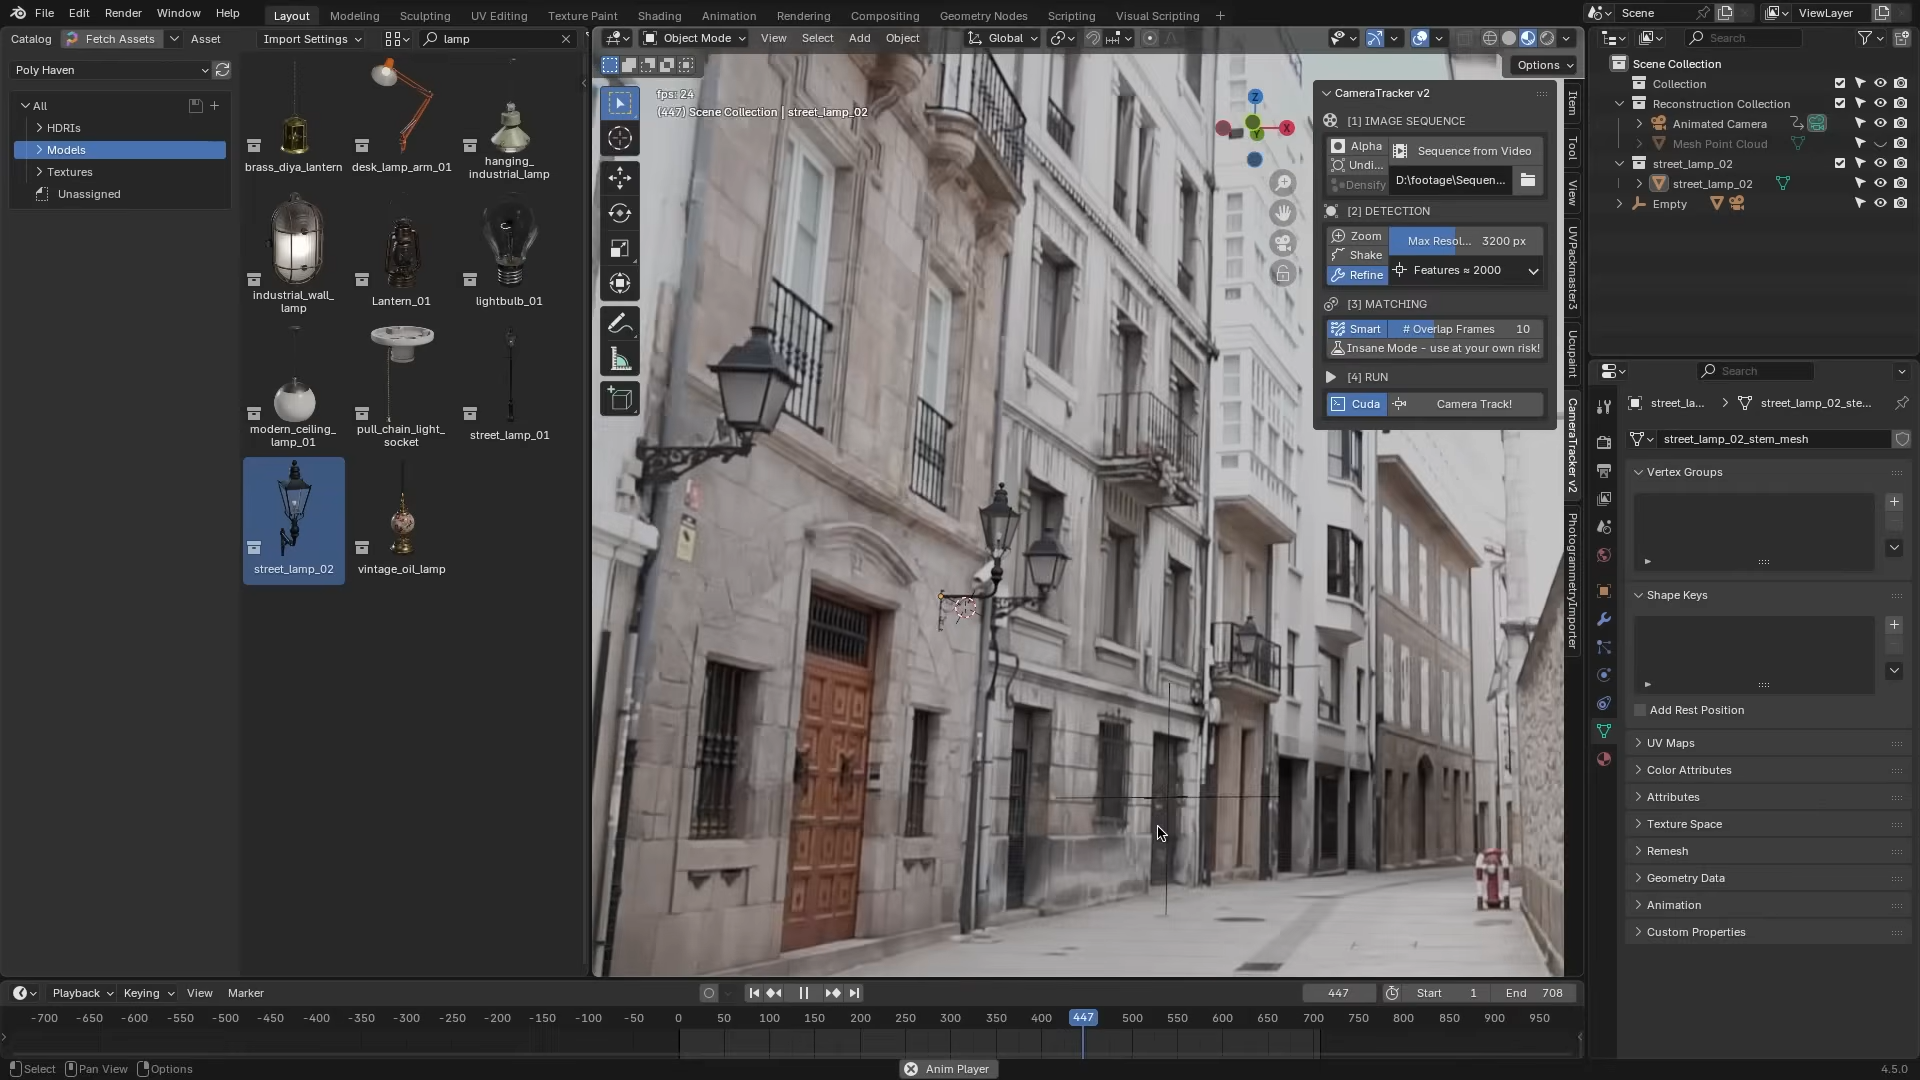 File Edit Render Window Help
Layout Modeling Sculpting UV Editing Texture Paint Shading Animation Rendering Compositing Geometry Nodes Scripting Visual Scripting +
Scene
ViewLayer
Catalog Fetch Assets Asset Import Settings lamp
Object Mode View Select Add Object Global
Search
Poly Haven
All
HDRIs
Models
Textures
Unassigned
brass_diya_lantern
desk_lamp_arm_01
hanging_
industrial_lamp
industrial_wall_
lamp
Lantern_01
lightbulb_01
modern_ceiling_
lamp_01
pull_chain_light_
socket
street_lamp_01
street_lamp_02
vintage_oil_lamp
Options
fps: 24
(447) Scene Collection | street_lamp_02
Z
X
Y
CameraTracker v2
[1] IMAGE SEQUENCE
Alpha
Sequence from Video
Undi...
Densify
D:\footage\Sequen...
[2] DETECTION
Zoom
Max Resol... 3200 px
Shake
Refine
Features ≈ 2000
[3] MATCHING
Smart
# Overlap Frames 10
Insane Mode - use at your own risk!
[4] RUN
Cuda
Camera Track!
Item
Tool
View
UVPackmaster3
Ucupaint
CameraTracker v2
PhotogrammetryImporter
Scene Collection
Collection
Reconstruction Collection
Animated Camera
Mesh Point Cloud
street_lamp_02
street_lamp_02
Empty
Search
street_la...
street_lamp_02_ste...
street_lamp_02_stem_mesh
Vertex Groups
Shape Keys
Add Rest Position
UV Maps
Color Attributes
Attributes
Texture Space
Remesh
Geometry Data
Animation
Custom Properties
Playback Keying View Marker
447
Start 1 End 708
-700 -650 -600 -550 -500 -450 -400 -350 -300 -250 -200 -150 -100 -50 0 50 100 150 200 250 300 350 400 447 500 550 600 650 700 750 800 850 900 950
Select Pan View Options
Anim Player
4.5.0